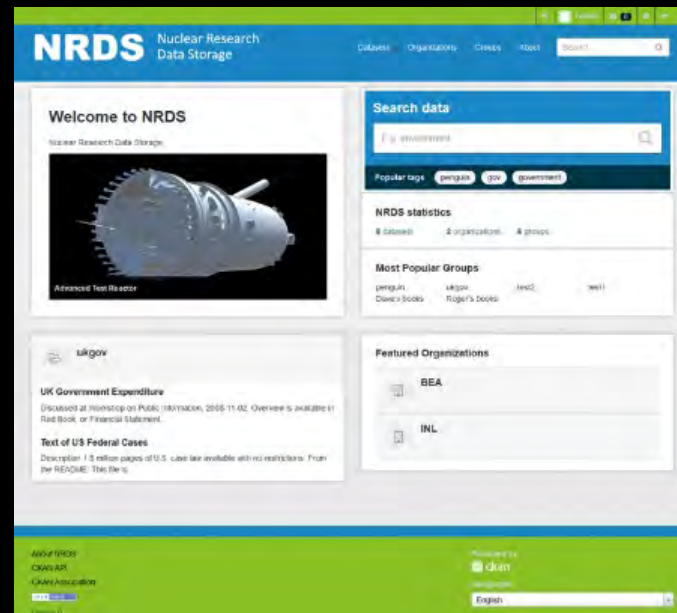 NRDS
Nuclear Research
Data Storage
Datasets Organizations Groups About Search
Welcome to NRDS
Nuclear Research Data Storage
Advanced Test Reactor
Search data
E.g. environment
Popular tags penguin gov government
NRDS statistics
datasets 2 organizations groups
Most Popular Groups
penguin ukgov test2 test1
Dave's books Roger's books
ukgov
UK Government Expenditure
Discussed at Workshop on Public Information, 2008-11-02. Overview is available in
Red Book, or Financial Statement.
Text of US Federal Cases
Description 1.8 million pages of U.S. case law available with no restrictions. From
the README: This file is
Featured Organizations
BEA
INL
About NRDS
CKAN API
CKAN Association
Powered by
ckan
English